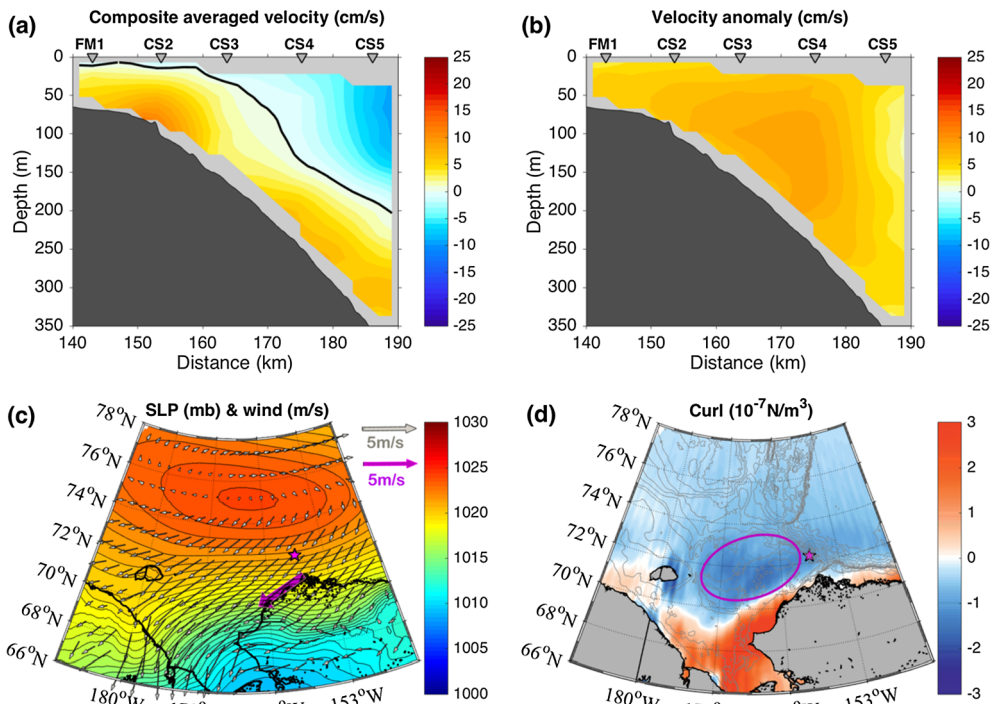 (a) Composite averaged velocity (cm/s)
FM1 CS2 CS3 CS4 CS5
0
50
100
150
200
250
300
350
Depth (m)
140 150 160 170 180 190
Distance (km)
25
20
15
10
5
0
-5
-10
-15
-20
-25
(b) Velocity anomaly (cm/s)
FM1 CS2 CS3 CS4 CS5
0
50
100
150
200
250
300
350
Depth (m)
140 150 160 170 180 190
Distance (km)
25
20
15
10
5
0
-5
-10
-15
-20
-25
(c) SLP (mb) & wind (m/s)
5m/s
5m/s
78°N
76°N
74°N
72°N
70°N
68°N
66°N
180°W
153°W
1030
1025
1020
1015
1010
1005
1000
(d) Curl (10-7N/m3)
78°N
76°N
74°N
72°N
70°N
68°N
66°N
180°W
153°W
3
2
1
0
-1
-2
-3